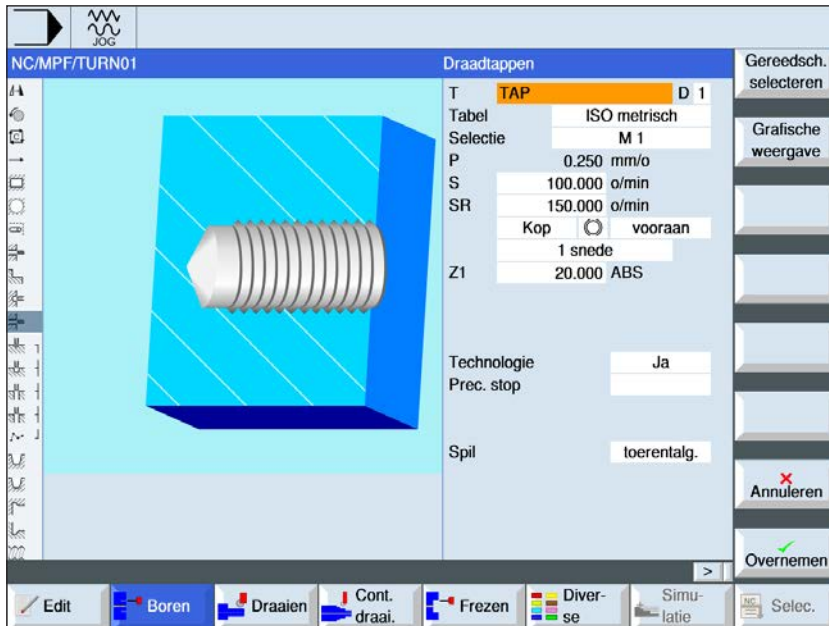 JOG
NC/MPF/TURN01
Draadtappen
T TAP D 1
Tabel ISO metrisch
Selectie M 1
P 0.250 mm/o
S 100.000 o/min
SR 150.000 o/min
Kop vooraan
1 snede
Z1 20.000 ABS
Technologie Ja
Prec. stop
Spil toerentalg.
Gereedsch.
selecteren
Grafische
weergave
Annuleren
Overnemen
>
Edit
Boren
Draaien
Cont.
draai.
Frezen
Diver-
se
Simu-
latie
NC
Selec.